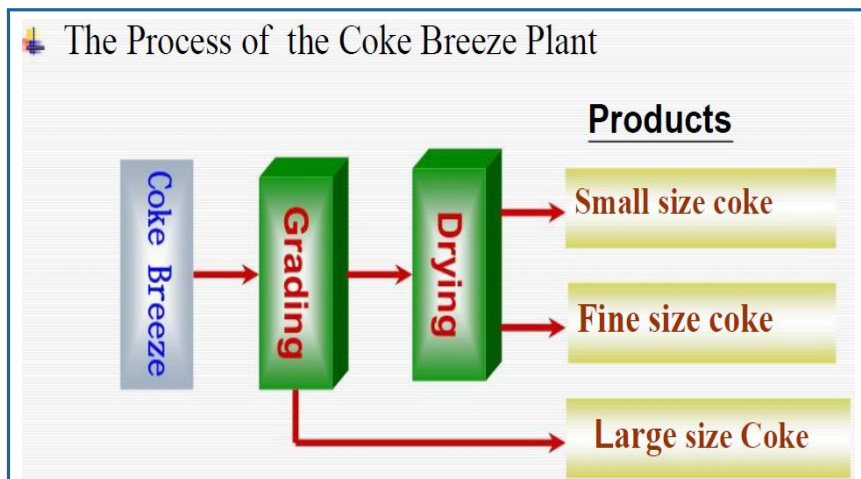 The Process of the Coke Breeze Plant
Products
Coke Breeze
Grading
Drying
Small size coke
Fine size coke
Large size Coke